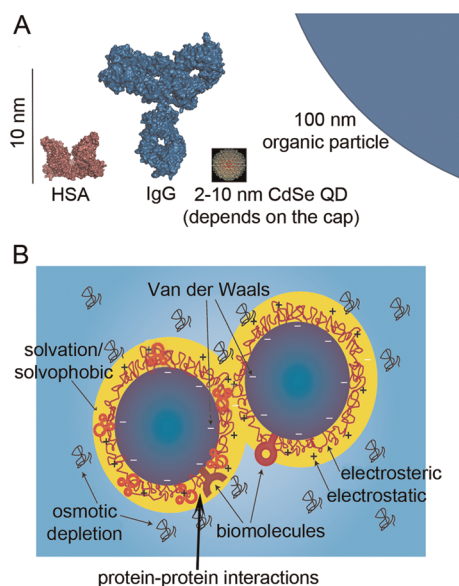 A
10 nm
HSA
IgG
2-10 nm CdSe QD
(depends on the cap)
100 nm
organic particle
B
Van der Waals
solvation/
solvophobic
electrosteric
electrostatic
osmotic
depletion
biomolecules
protein-protein interactions